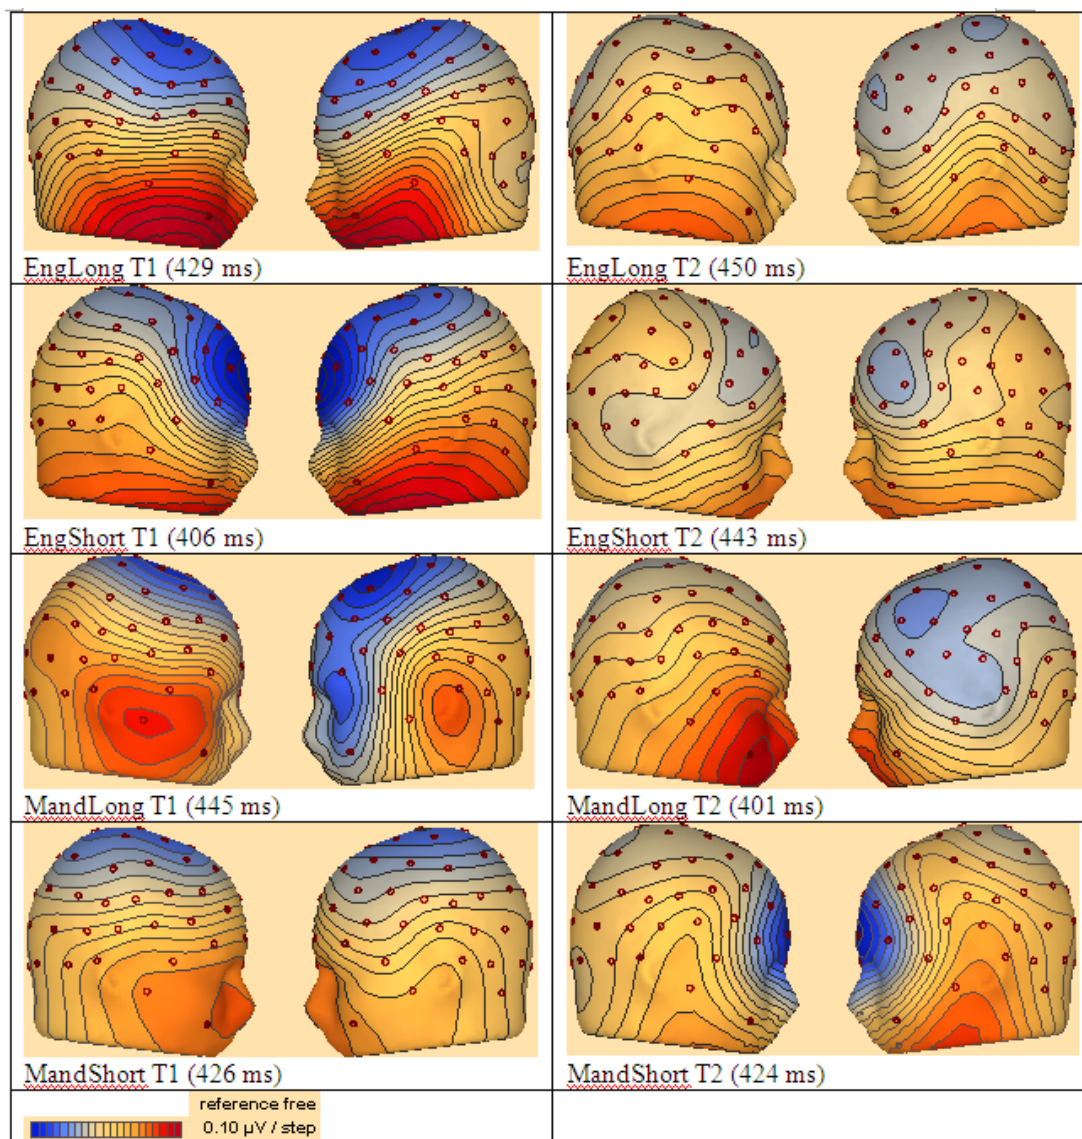 EngLong T1 (429 ms)
EngLong T2 (450 ms)
EngShort T1 (406 ms)
EngShort T2 (443 ms)
MandLong T1 (445 ms)
MandLong T2 (401 ms)
MandShort T1 (426 ms)
MandShort T2 (424 ms)
reference free
0.10 µV / step